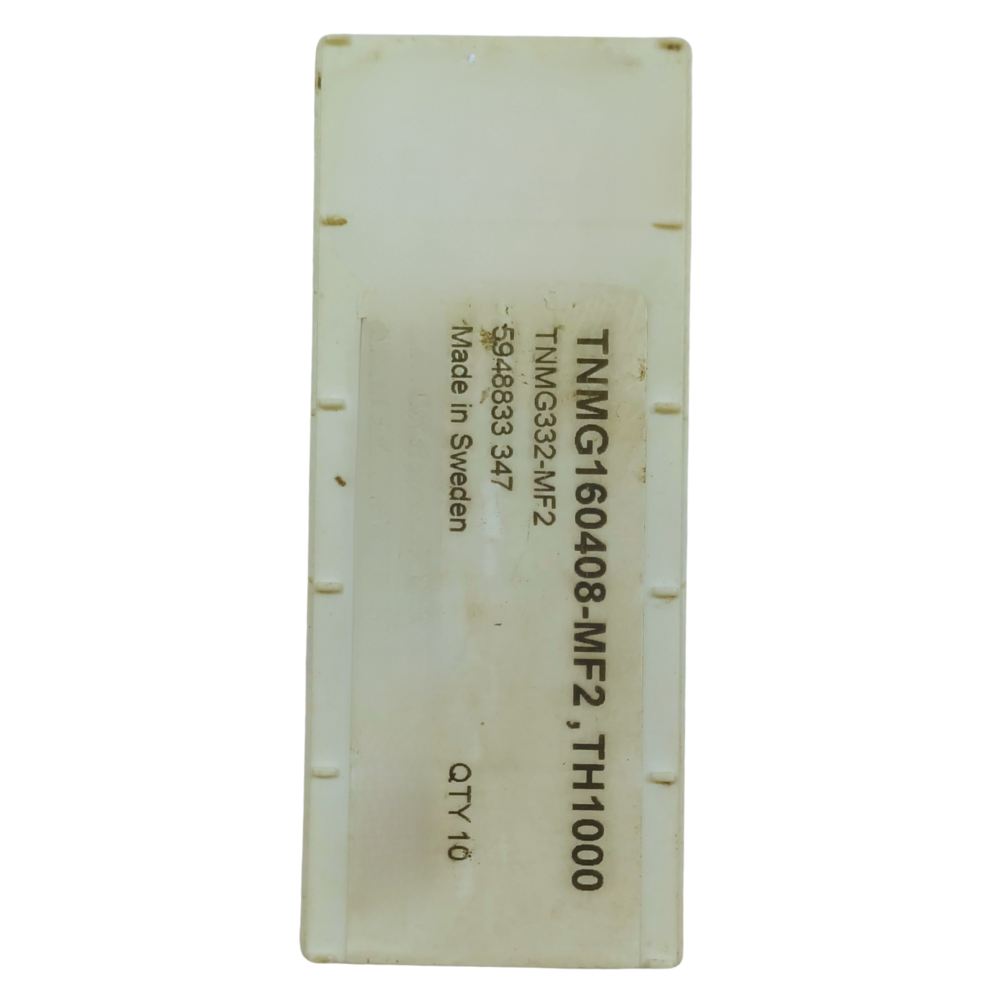 TNMG160408-MF2 , TH1000
TNMG332-MF2
5948833 347
Made in Sweden QTY 10